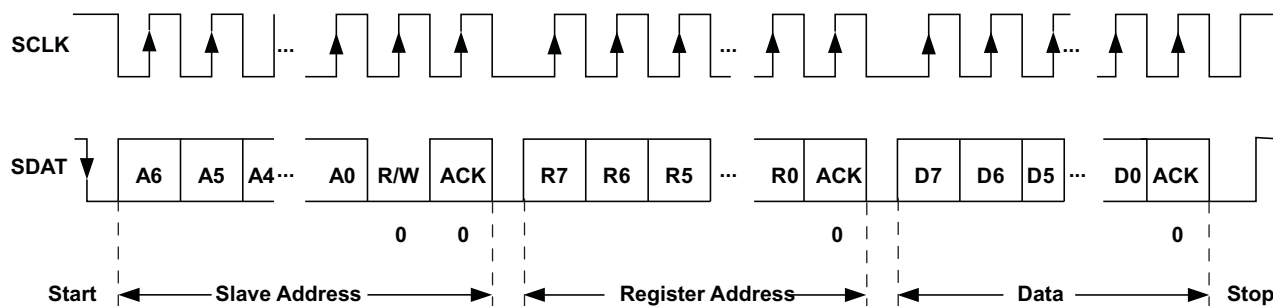 SCLK ... ... ...
SDAT A6 A5 A4 ... A0 R/W ACK R7 R6 R5 ... R0 ACK D7 D6 D5 ... D0 ACK
0 0 0 0
Start Slave Address Register Address Data Stop